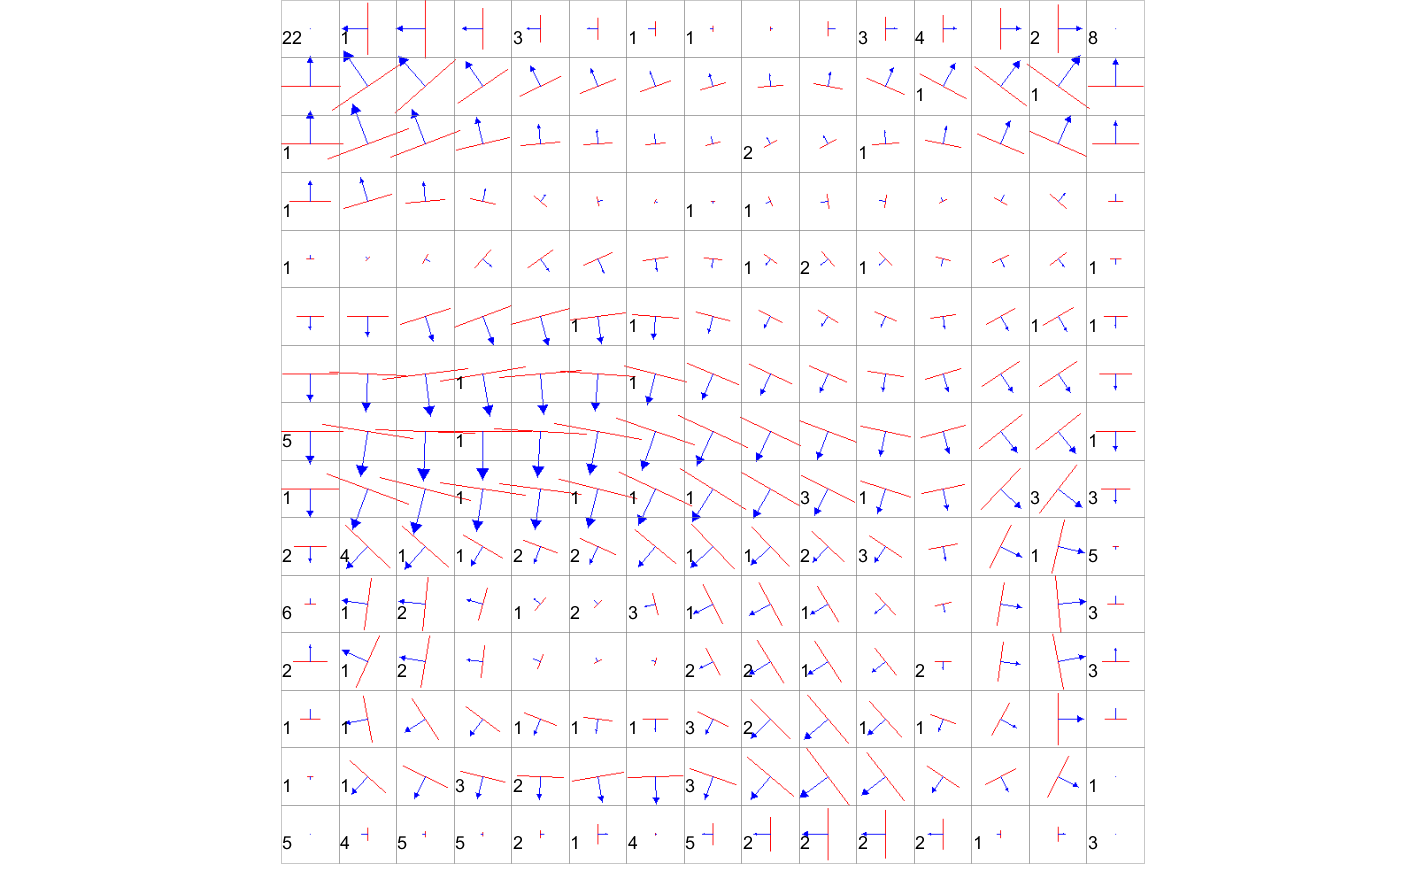 22 1 3 1 1 3 4 2 8
1 1
1 2 1
1 1 1
1 1 2 1 1
1 1 1 1
1 1
5 1 1
1 1 1 1 1 3 1 3 3
2 4 1 1 2 2 1 1 2 3 1 5
6 1 2 1 2 3 1 1 3
2 1 2 2 2 1 2 3
1 1 1 1 1 3 2 1 1
1 1 3 2 3 1
5 4 5 5 2 1 4 5 2 2 2 2 1 3